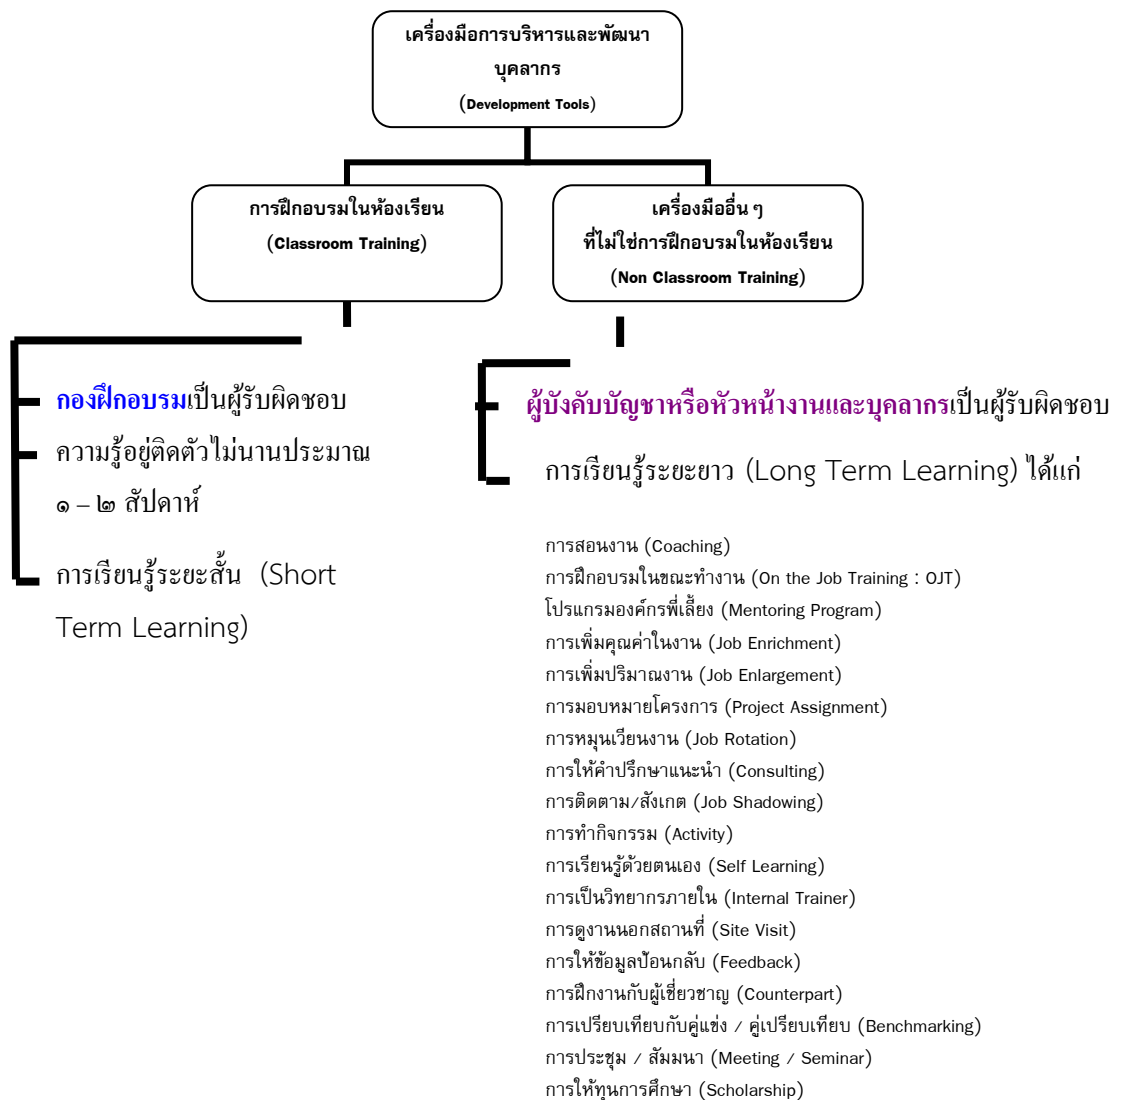 เครื่องมือการบริหารและพัฒนา
บุคลากร
(Development Tools)
การฝึกอบรมในห้องเรียน
(Classroom Training)
เครื่องมืออื่น ๆ
ที่ไม่ใช่การฝึกอบรมในห้องเรียน
(Non Classroom Training)
กองฝึกอบรมเป็นผู้รับผิดชอบ
ความรู้อยู่ติดตัวไม่นานประมาณ
๑ – ๒ สัปดาห์
การเรียนรู้ระยะสั้น (Short
Term Learning)
ผู้บังคับบัญชาหรือหัวหน้างานและบุคลากรเป็นผู้รับผิดชอบ
การเรียนรู้ระยะยาว (Long Term Learning) ได้แก่
การสอนงาน (Coaching)
การฝึกอบรมในขณะทำงาน (On the Job Training : OJT)
โปรแกรมองค์กรพี่เลี้ยง (Mentoring Program)
การเพิ่มคุณค่าในงาน (Job Enrichment)
การเพิ่มปริมาณงาน (Job Enlargement)
การมอบหมายโครงการ (Project Assignment)
การหมุนเวียนงาน (Job Rotation)
การให้คำปรึกษาแนะนำ (Consulting)
การติดตาม/สังเกต (Job Shadowing)
การทำกิจกรรม (Activity)
การเรียนรู้ด้วยตนเอง (Self Learning)
การเป็นวิทยากรภายใน (Internal Trainer)
การดูงานนอกสถานที่ (Site Visit)
การให้ข้อมูลป้อนกลับ (Feedback)
การฝึกงานกับผู้เชี่ยวชาญ (Counterpart)
การเปรียบเทียบกับคู่แข่ง / คู่เปรียบเทียบ (Benchmarking)
การประชุม / สัมมนา (Meeting / Seminar)
การให้ทุนการศึกษา (Scholarship)